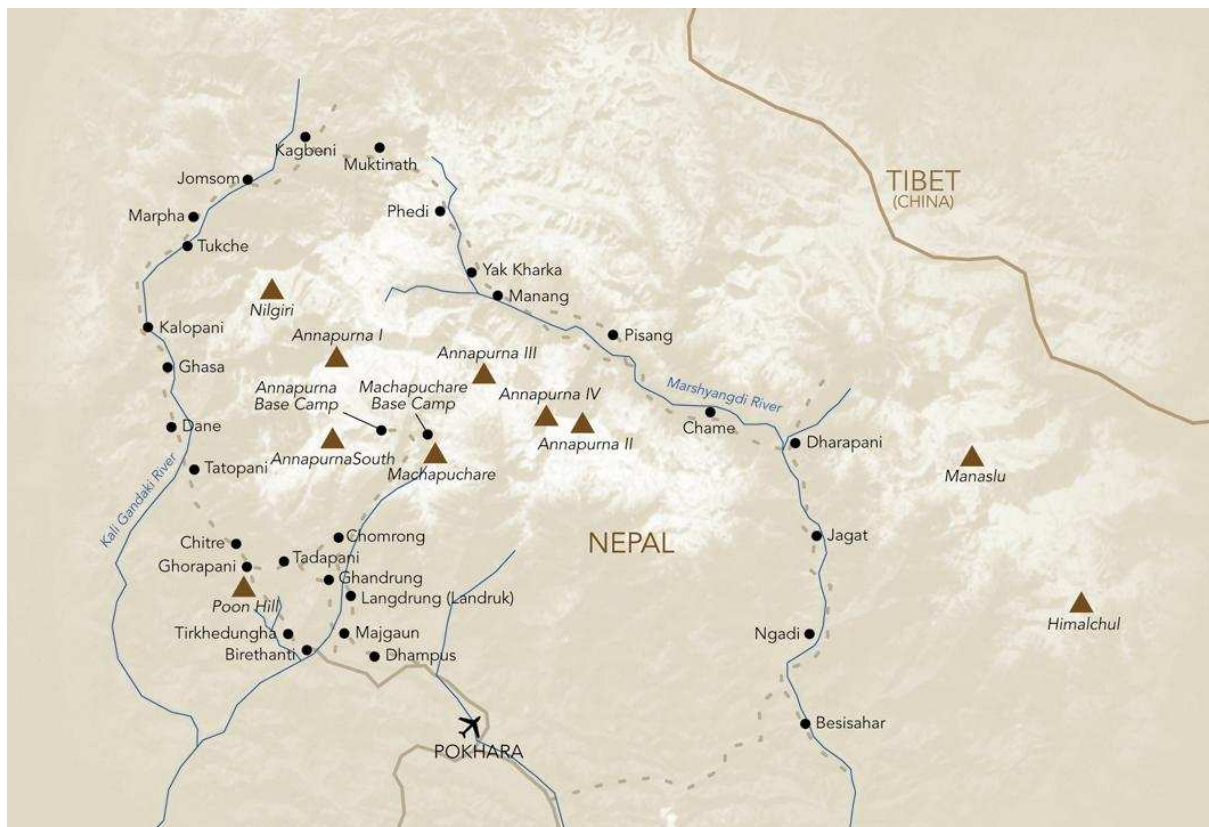 Kagbeni
Muktinath
Jomsom
TIBET
(CHINA)
Marpha
Phedi
Tukche
Yak Kharka
Manang
Nilgiri
Kalopani
Annapurna I
Pisang
Annapurna III
Ghasa
Annapurna
Base Camp
Machapuchare
Base Camp
Annapurna IV
Marshyangdi River
Dane
Chame
Annapurna II
Dharapani
AnnapurnaSouth
Tatopani
Machapuchare
Manaslu
Kali Gandaki River
Chitre
Chomrong
NEPAL
Jagat
Ghorapani
Tadapani
Ghandrung
Langdrung (Landruk)
Poon Hill
Himalchul
Tirkhedungha
Majgaun
Ngadi
Birethanti
Dhampus
Besisahar
POKHARA